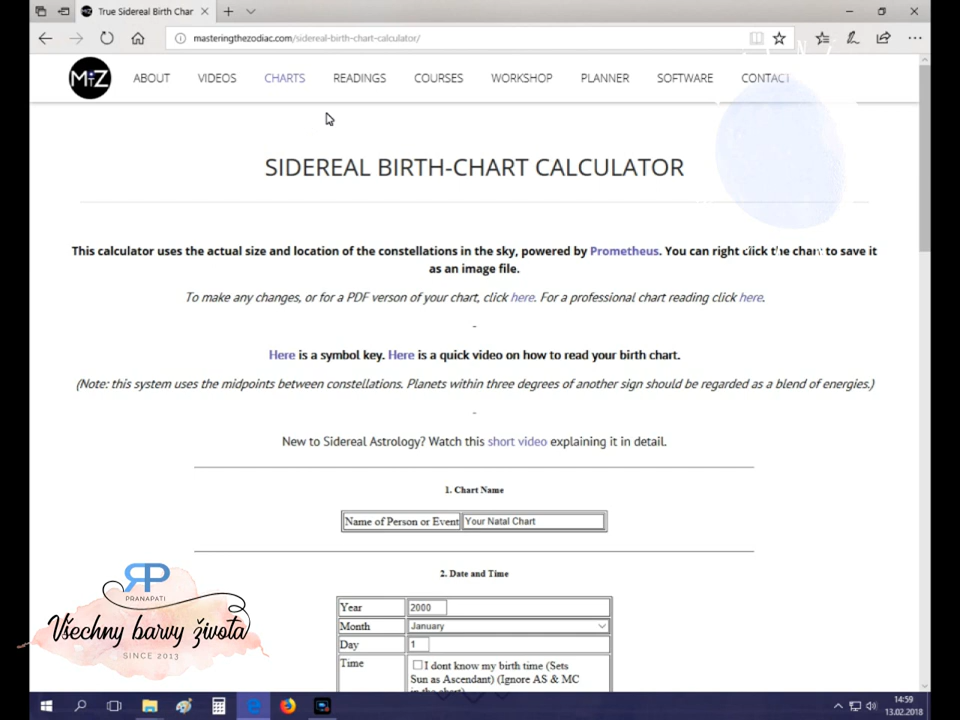 True Sidereal Birth Char
masteringthezodiac.com/sidereal-birth-chart-calculator/
MTZ ABOUT VIDEOS CHARTS READINGS COURSES WORKSHOP PLANNER SOFTWARE CONTACT
SIDEREAL BIRTH-CHART CALCULATOR
This calculator uses the actual size and location of the constellations in the sky, powered by Prometheus. You can right click the chart to save it
as an image file.
To make any changes, or for a PDF verson of your chart, click here. For a professional chart reading click here.
-
Here is a symbol key. Here is a quick video on how to read your birth chart.
(Note: this system uses the midpoints between constellations. Planets within three degrees of another sign should be regarded as a blend of energies.)
-
New to Sidereal Astrology? Watch this short video explaining it in detail.
1. Chart Name
Name of Person or Event Your Natal Chart
2. Date and Time
Year 2000
Month January
Day 1
Time I dont know my birth time (Sets
Sun as Ascendant) (Ignore AS & MC
in the chart)
RP
PRANAPATI
Všechny barvy života
SINCE 2013
14:59
13.02.2018